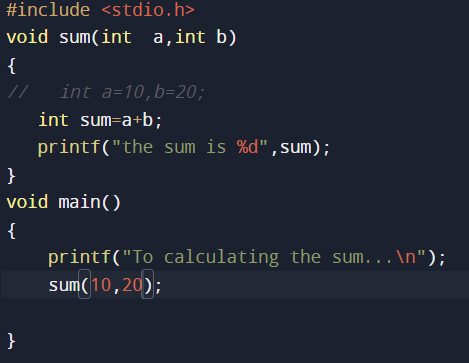 #include <stdio.h>
void sum(int  a,int b)
{
//   int a=10,b=20;
   int sum=a+b;
   printf("the sum is %d",sum);
}
void main()
{
    printf("To calculating the sum...\n");
    sum(10,20);
}